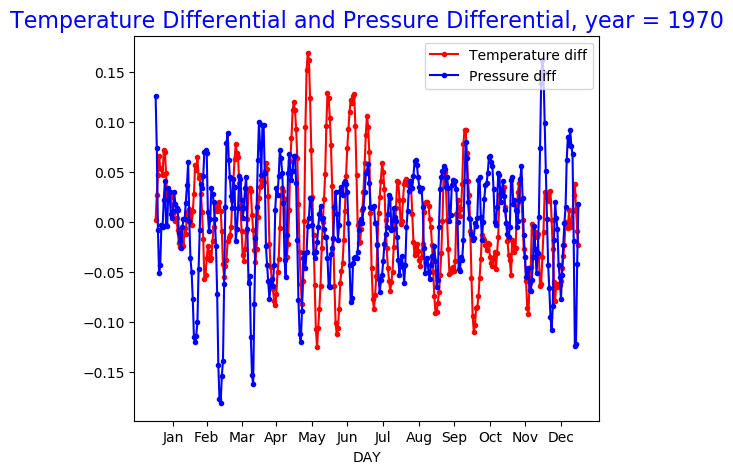 Temperature Differential and Pressure Differential, year = 1970
Temperature diff
Pressure diff
0.15
0.10
0.05
0.00
−0.05
−0.10
−0.15
Jan Feb Mar Apr May Jun Jul Aug Sep Oct Nov Dec
DAY